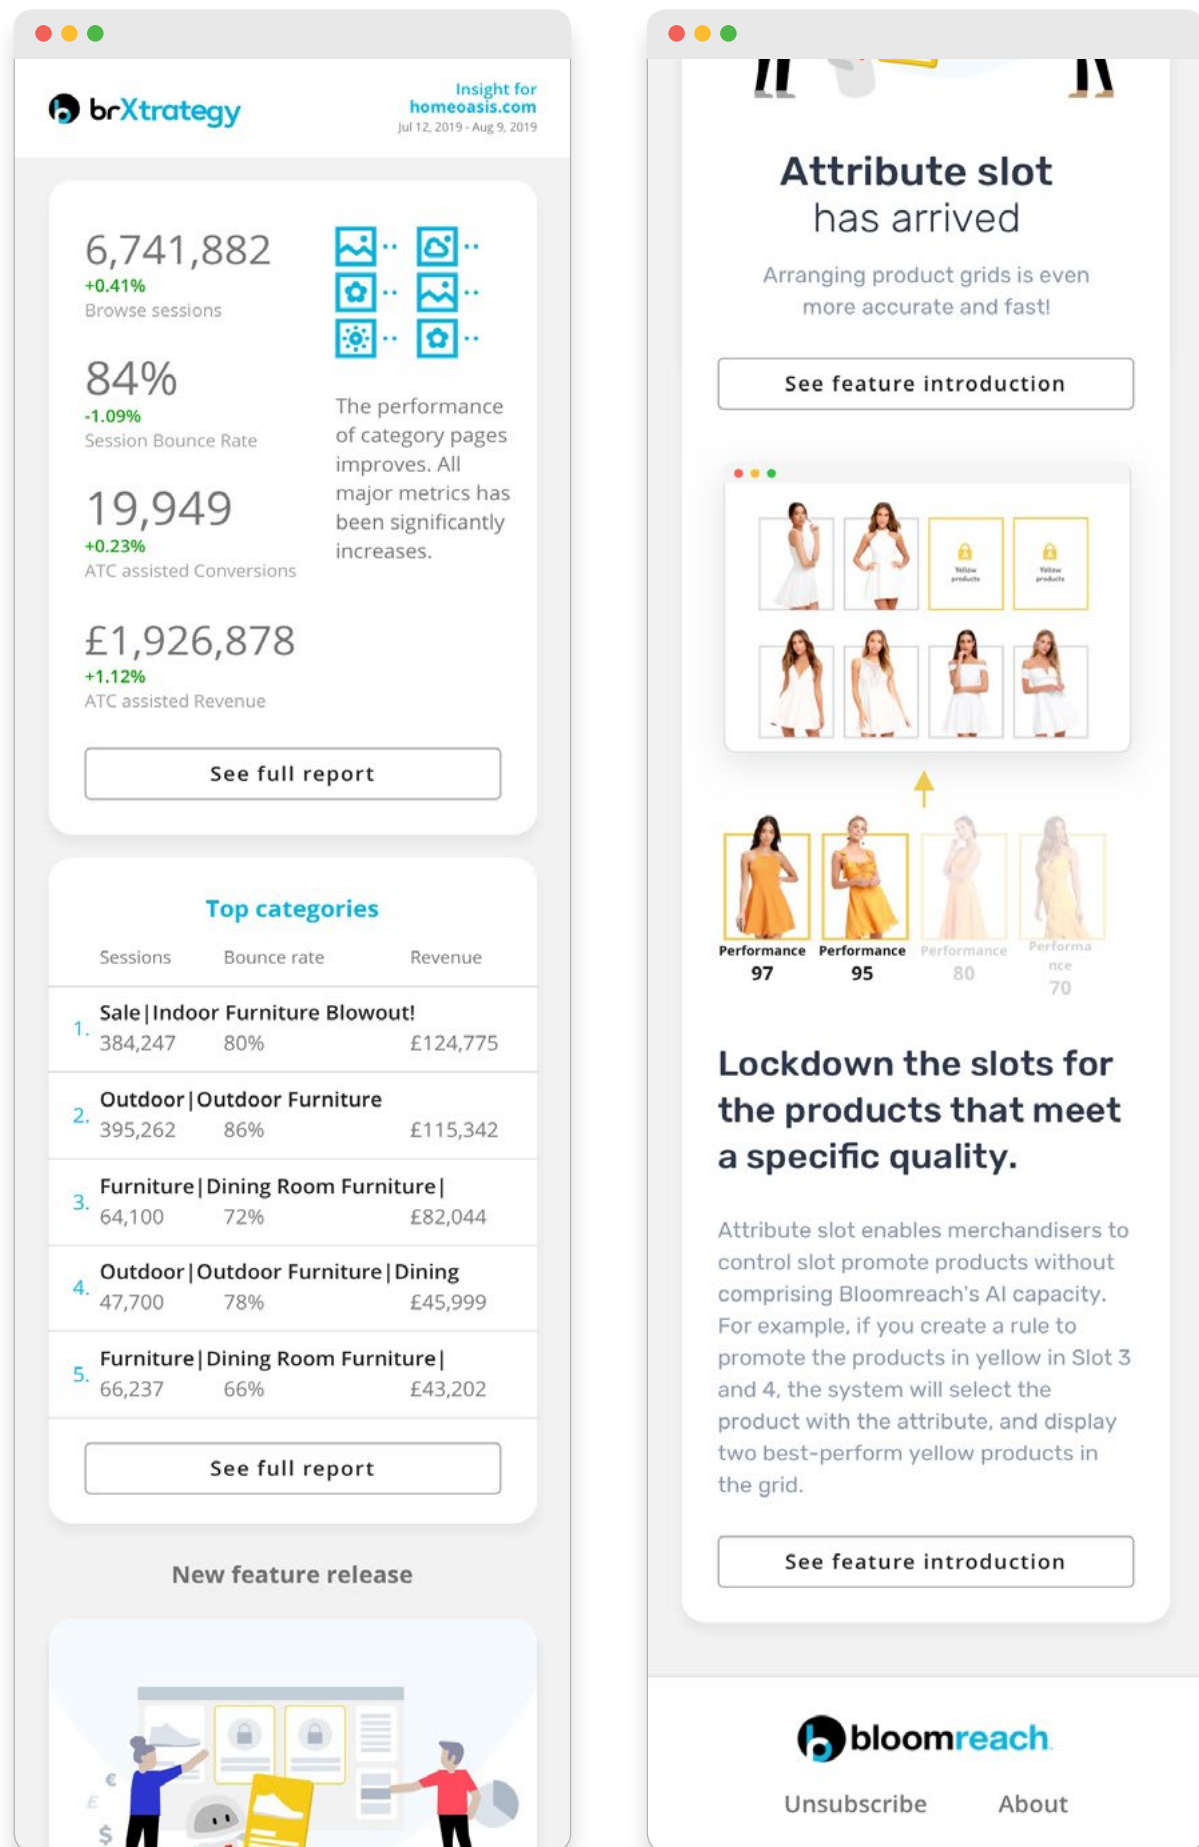 brXtrategy
Insight for
homeoasis.com
Jul 12, 2019 - Aug 9, 2019
6,741,882
+0.41%
Browse sessions
84%
-1.09%
Session Bounce Rate
19,949
+0.23%
ATC assisted Conversions
£1,926,878
+1.12%
ATC assisted Revenue
The performance
of category pages
improves. All
major metrics has
been significantly
increases.
See full report
Top categories
Sessions Bounce rate Revenue
1. Sale|Indoor Furniture Blowout!
384,247 80% £124,775
2. Outdoor|Outdoor Furniture
395,262 86% £115,342
3. Furniture|Dining Room Furniture|
64,100 72% £82,044
4. Outdoor|Outdoor Furniture|Dining
47,700 78% £45,999
5. Furniture|Dining Room Furniture|
66,237 66% £43,202
See full report
New feature release
€
£
$
Attribute slot
has arrived
Arranging product grids is even
more accurate and fast!
See feature introduction
Yellow
products
Yellow
products
Performance
97
Performance
95
Performance
80
Performa
nce
70
Lockdown the slots for
the products that meet
a specific quality.
Attribute slot enables merchandisers to
control slot promote products without
comprising Bloomreach's AI capacity.
For example, if you create a rule to
promote the products in yellow in Slot 3
and 4, the system will select the
product with the attribute, and display
two best-perform yellow products in
the grid.
See feature introduction
bloomreach
Unsubscribe About